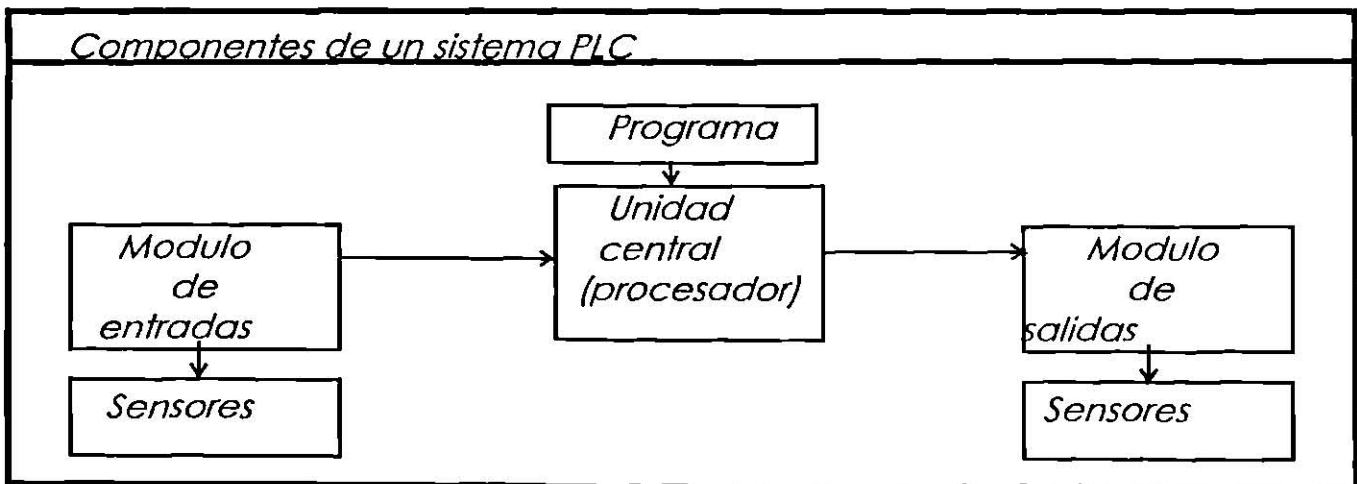 Componentes de un sistema PLC
Programa
Unidad
central
(procesador)
Modulo
de
entradas
Sensores
Modulo
de
salidas
Sensores